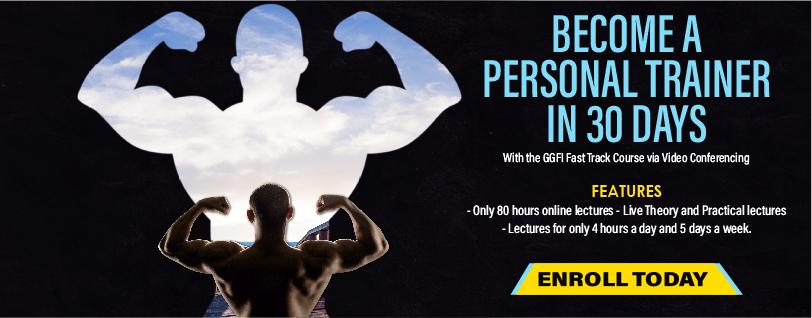 BECOME A
PERSONAL TRAINER
IN 30 DAYS
With the GGFI Fast Track Course via Video Conferencing
FEATURES
- Only 80 hours online lectures - Live Theory and Practical lectures
- Lectures for only 4 hours a day and 5 days a week.
ENROLL TODAY